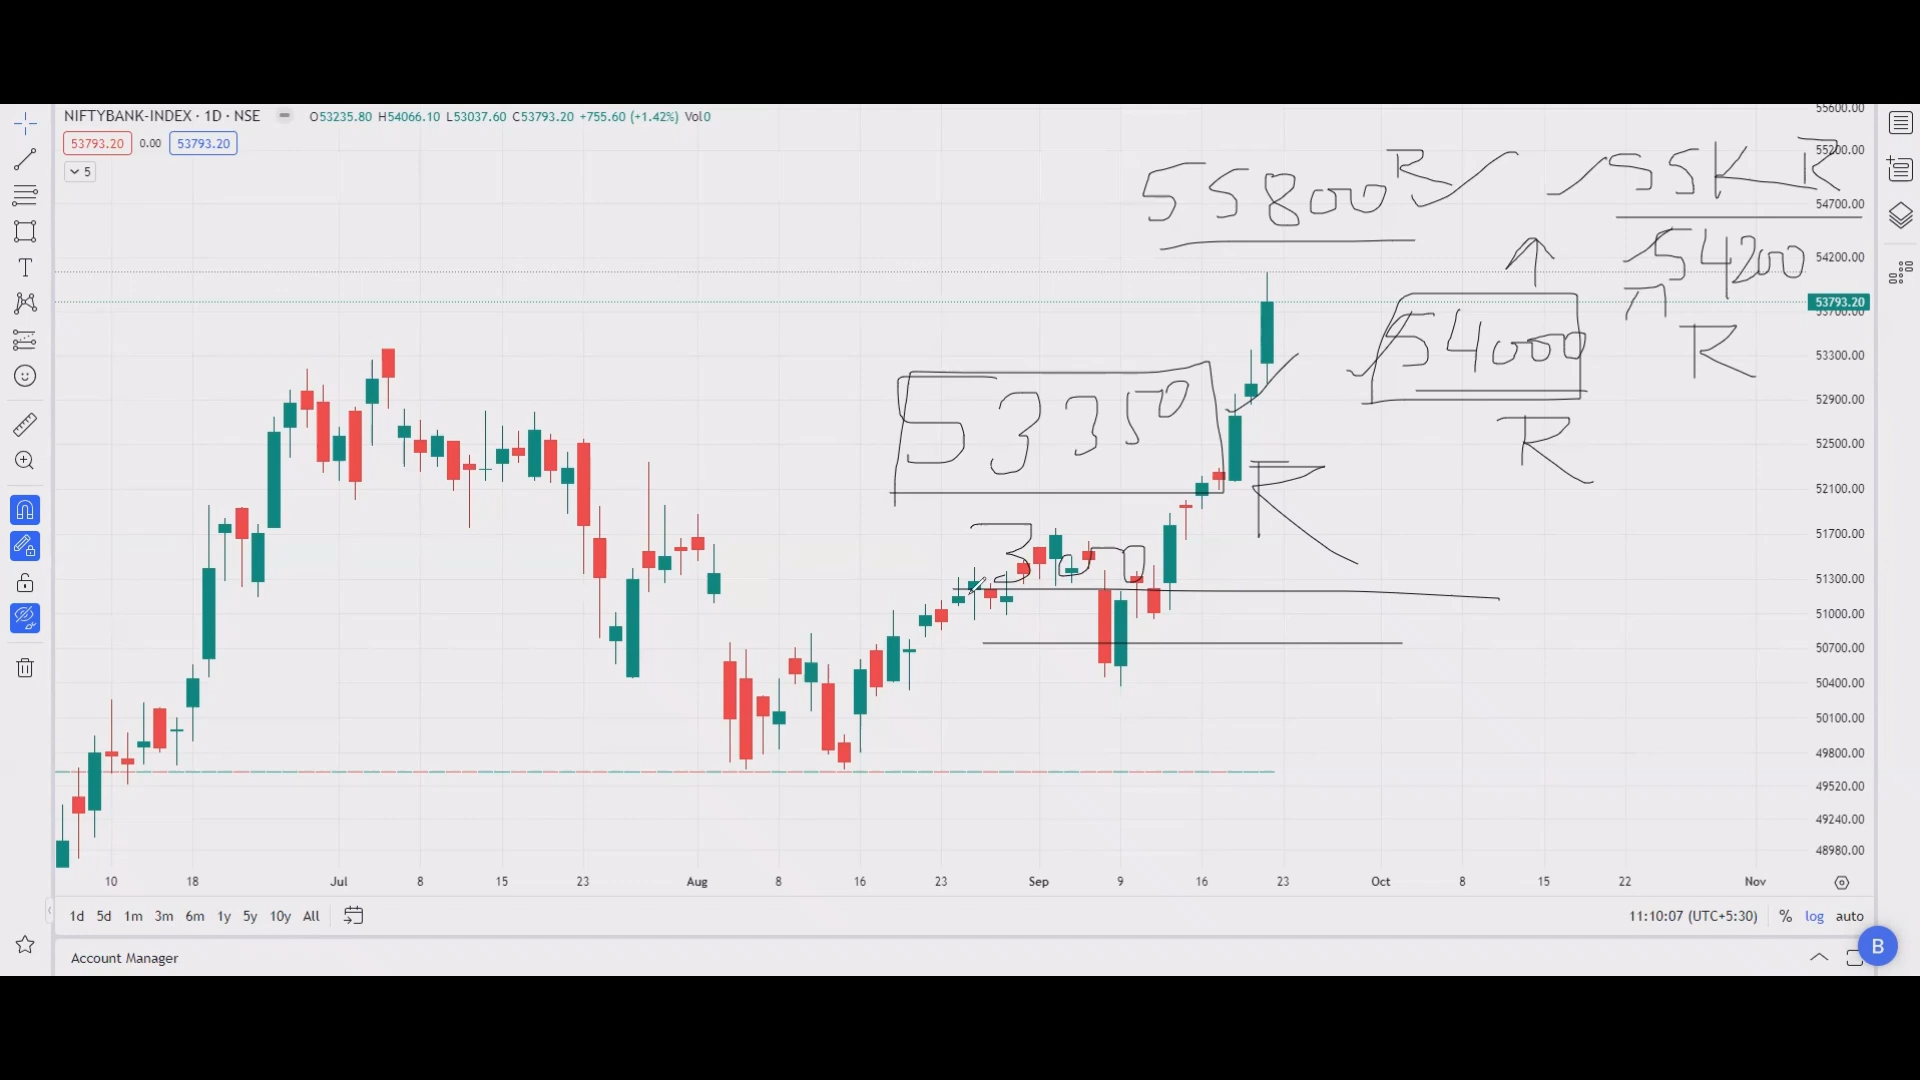 NIFTYBANK-INDEX · 1D · NSE O53235.80 H54066.10 L53037.60 C53793.20 +755.60 (+1.42%) Vol0
53793.20 0.00 53793.20
5
55600.00
55200.00
54700.00
54200.00
53793.20
53700.00
53300.00
52900.00
52500.00
52100.00
51700.00
51300.00
51000.00
50700.00
50400.00
50100.00
49800.00
49520.00
49240.00
48980.00
55800 R
55K R
54200
R
54000
R
53350
R
300
10 18 Jul 8 15 23 Aug 8 16 23 Sep 9 16 23 Oct 8 15 22 Nov
1d 5d 1m 3m 6m 1y 5y 10y All
11:10:07 (UTC+5:30) % log auto
Account Manager
B